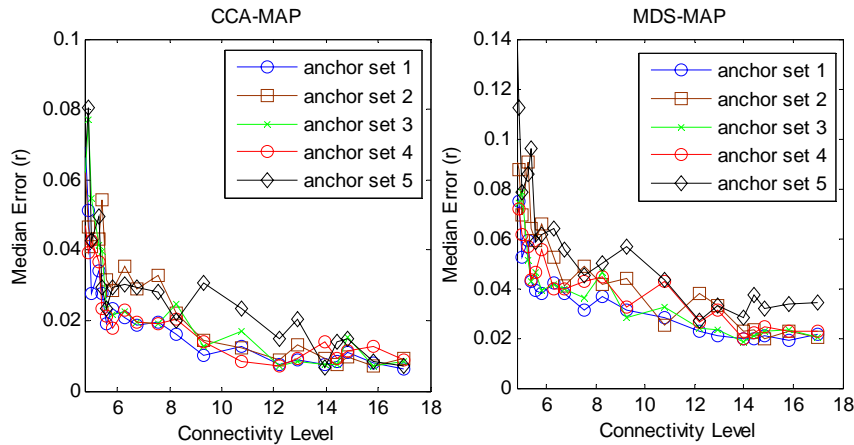 CCA-MAP
0.1
0.08
0.06
0.04
0.02
0
Median Error (r)
6 8 10 12 14 16 18
Connectivity Level
anchor set 1
anchor set 2
anchor set 3
anchor set 4
anchor set 5
MDS-MAP
0.14
0.12
0.1
0.08
0.06
0.04
0.02
0
Median Error (r)
6 8 10 12 14 16 18
Connectivity Level
anchor set 1
anchor set 2
anchor set 3
anchor set 4
anchor set 5